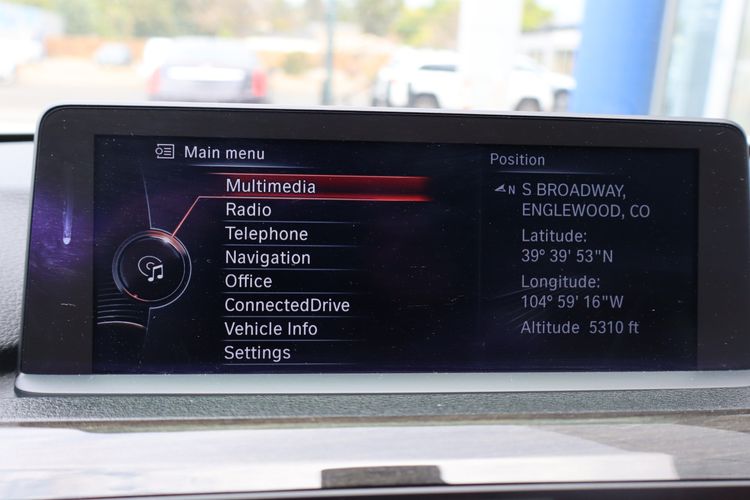 Main menu
Multimedia
Radio
Telephone
Navigation
Office
ConnectedDrive
Vehicle Info
Settings
Position
N S BROADWAY,
ENGLEWOOD, CO
Latitude:
39° 39' 53"N
Longitude:
104° 59' 16"W
Altitude 5310 ft